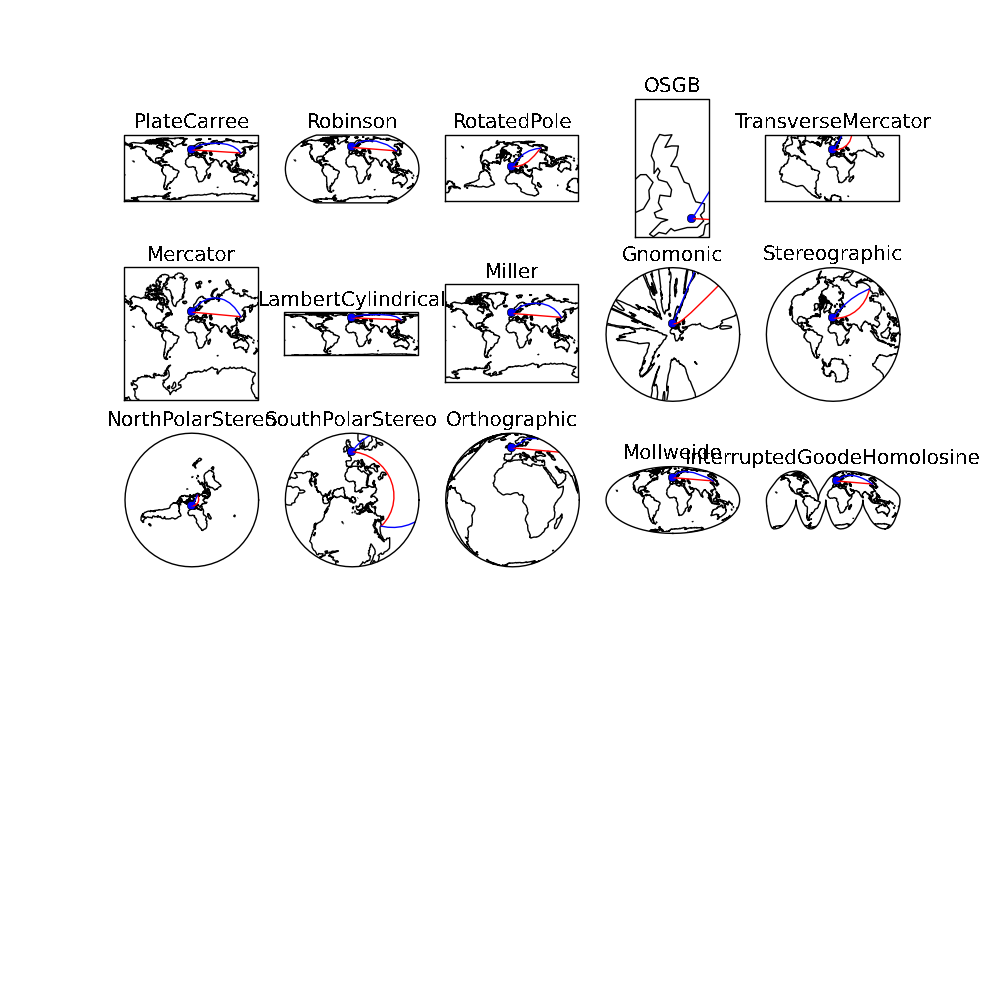 OSGB
PlateCarree
Robinson
RotatedPole
TransverseMercator
Mercator
LambertCylindrical
Miller
Gnomonic
Stereographic
NorthPolarStereo
SouthPolarStereo
Orthographic
Mollweide
InterruptedGoodeHomolosine